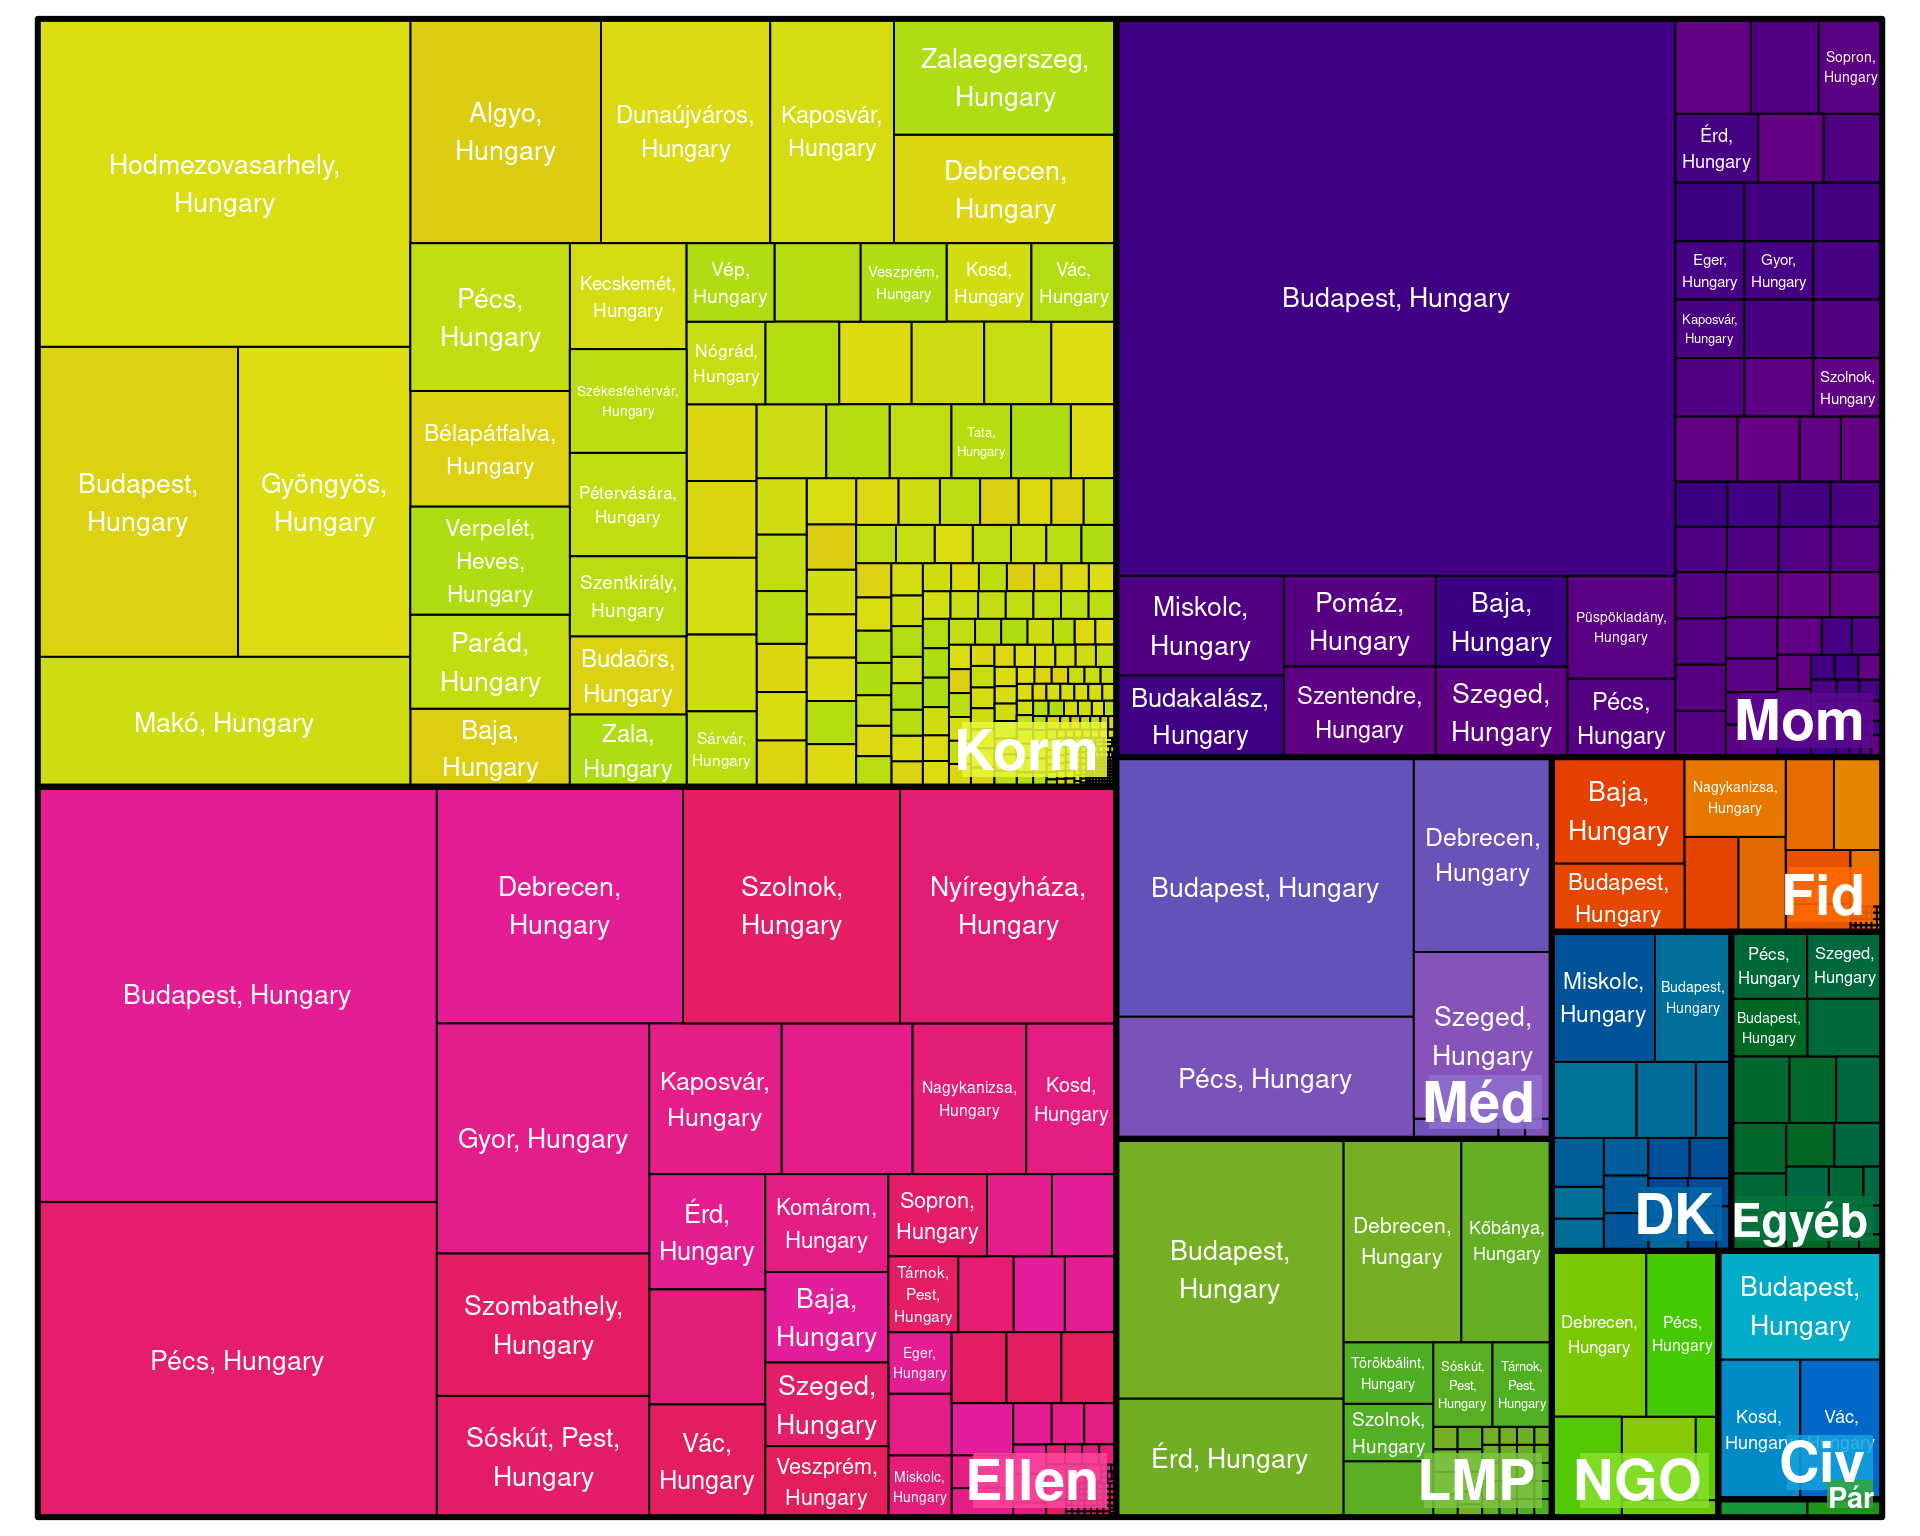 Hodmezovasarhely,
Hungary
Budapest,
Hungary
Gyöngyös,
Hungary
Makó, Hungary
Algyo,
Hungary
Dunaújváros,
Hungary
Kaposvár,
Hungary
Zalaegerszeg,
Hungary
Debrecen,
Hungary
Pécs,
Hungary
Bélapátfalva,
Hungary
Verpelét,
Heves,
Hungary
Parád,
Hungary
Baja,
Hungary
Kecskemét,
Hungary
Székesfehérvár,
Hungary
Pétervására,
Hungary
Szentkirály,
Hungary
Budaörs,
Hungary
Zala,
Hungary
Vép,
Hungary
Veszprém,
Hungary
Kosd,
Hungary
Vác,
Hungary
Nógrád,
Hungary
Tata,
Hungary
Sárvár,
Hungary
Korm
Budapest, Hungary
Sopron,
Hungary
Érd,
Hungary
Eger,
Hungary
Gyor,
Hungary
Kaposvár,
Hungary
Szolnok,
Hungary
Miskolc,
Hungary
Budakalász,
Hungary
Pomáz,
Hungary
Szentendre,
Hungary
Baja,
Hungary
Szeged,
Hungary
Püspökladány,
Hungary
Pécs,
Hungary
Mom
Budapest, Hungary
Pécs, Hungary
Debrecen,
Hungary
Szolnok,
Hungary
Nyíregyháza,
Hungary
Gyor, Hungary
Szombathely,
Hungary
Sóskút, Pest,
Hungary
Kaposvár,
Hungary
Nagykanizsa,
Hungary
Kosd,
Hungary
Érd,
Hungary
Vác,
Hungary
Komárom,
Hungary
Baja,
Hungary
Szeged,
Hungary
Veszprém,
Hungary
Sopron,
Hungary
Tárnok,
Pest,
Hungary
Eger,
Hungary
Miskolc,
Hungary
Ellen
Budapest, Hungary
Pécs, Hungary
Debrecen,
Hungary
Szeged,
Hungary
Méd
Baja,
Hungary
Budapest,
Hungary
Nagykanizsa,
Hungary
Fid
Miskolc,
Hungary
Budapest,
Hungary
DK
Pécs,
Hungary
Szeged,
Hungary
Budapest,
Hungary
Egyéb
Budapest,
Hungary
Érd, Hungary
Debrecen,
Hungary
Kőbánya,
Hungary
Törökbálint,
Hungary
Szolnok,
Hungary
Sóskút,
Pest,
Hungary
Tárnok,
Pest,
Hungary
LMP
Debrecen,
Hungary
Pécs,
Hungary
NGO
Budapest,
Hungary
Kosd,
Hungary
Vác,
Hungary
Civ
Pár